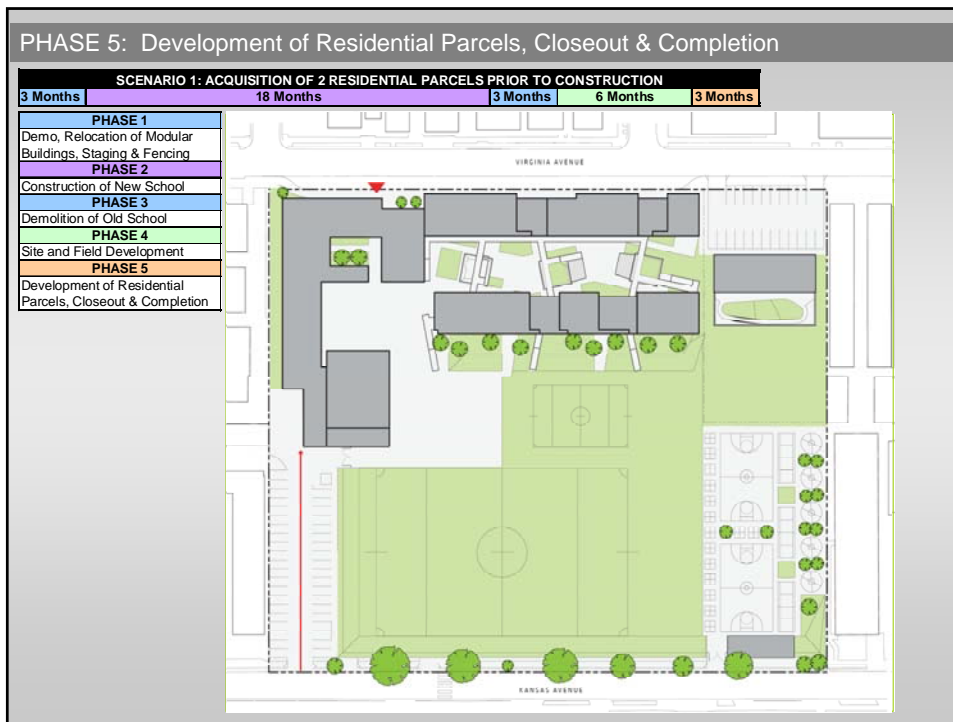 PHASE 5: Development of Residential Parcels, Closeout & Completion
SCENARIO 1: ACQUISITION OF 2 RESIDENTIAL PARCELS PRIOR TO CONSTRUCTION
3 Months 18 Months 3 Months 6 Months 3 Months
PHASE 1
Demo, Relocation of Modular
Buildings, Staging & Fencing
PHASE 2
Construction of New School
PHASE 3
Demolition of Old School
PHASE 4
Site and Field Development
PHASE 5
Development of Residential
Parcels, Closeout & Completion
VIRGINIA AVENUE
KANSAS AVENUE